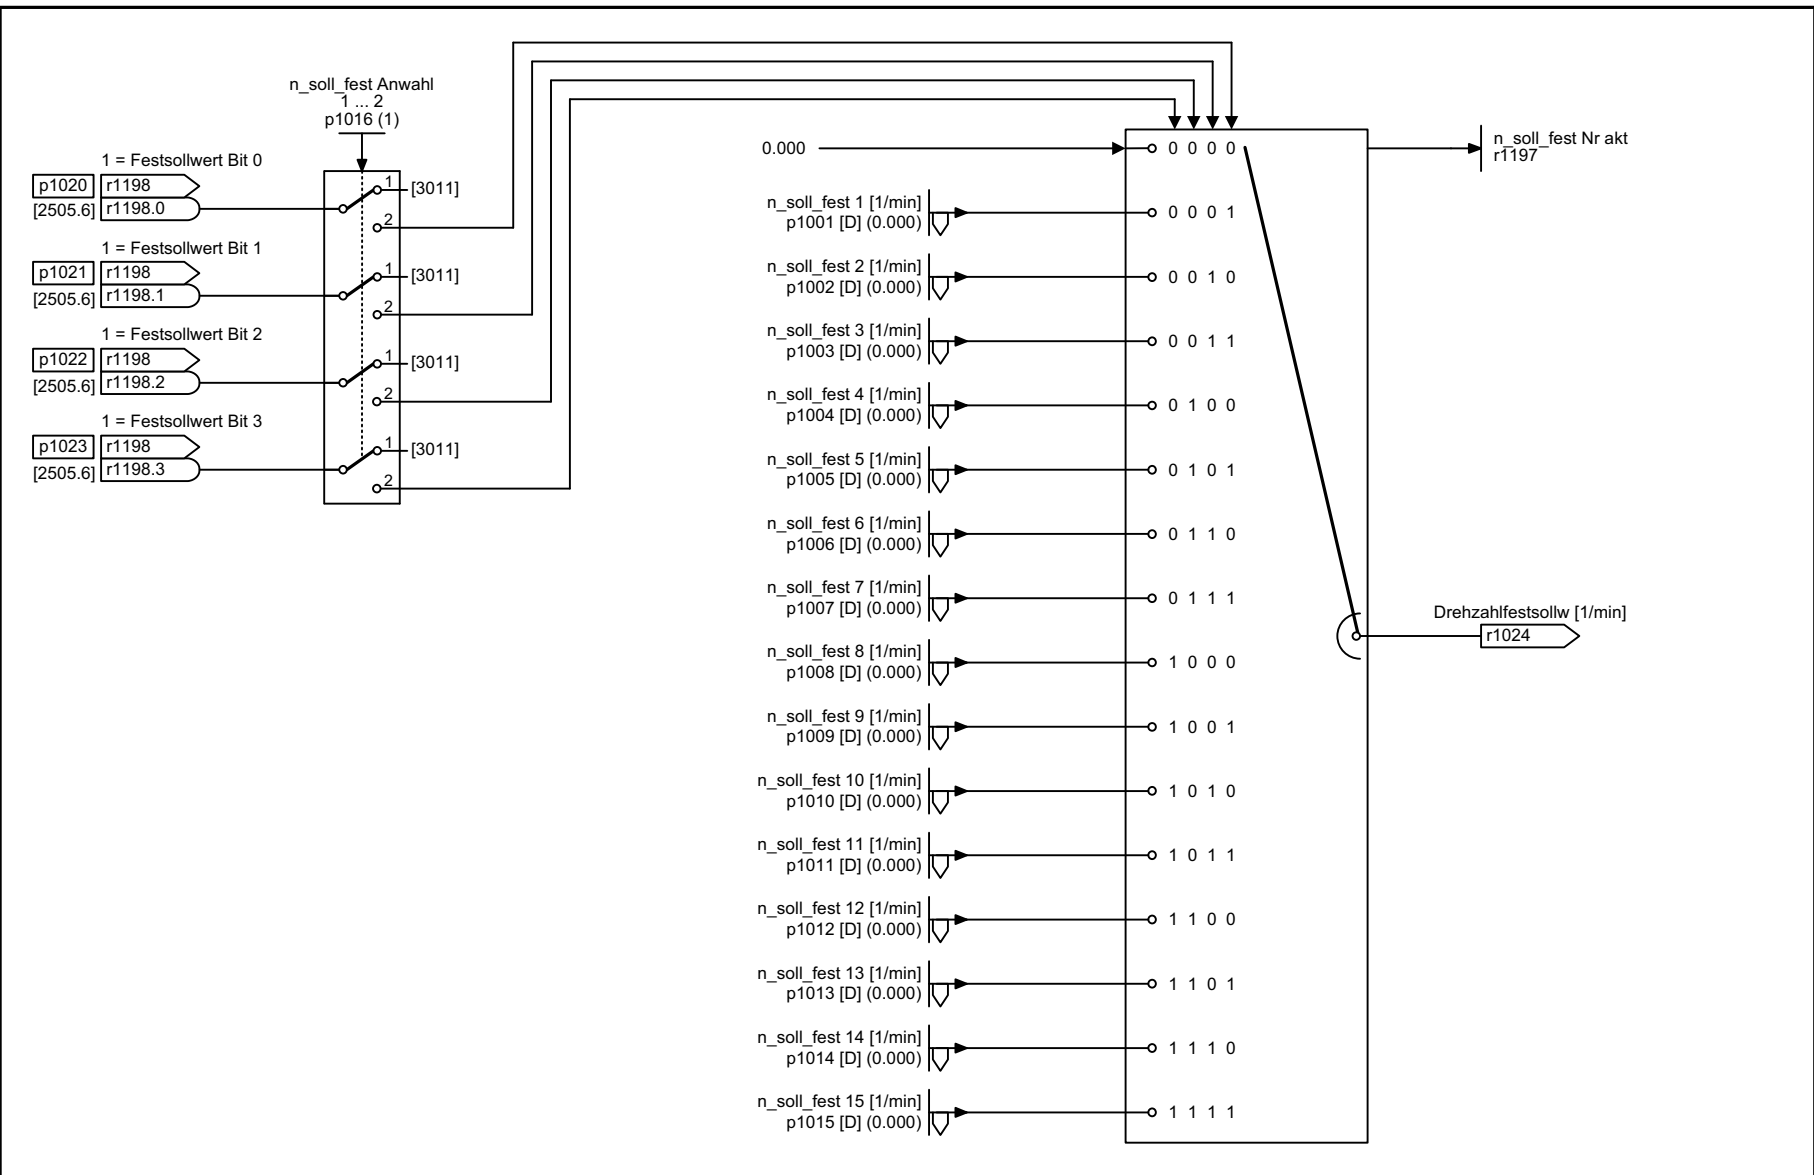 n_soll_fest Anwahl
1 ... 2
p1016 (1)
1 = Festsollwert Bit 0
p1020 r1198
[2505.6] r1198.0
1 [3011]
2
1 = Festsollwert Bit 1
p1021 r1198
[2505.6] r1198.1
1 [3011]
2
1 = Festsollwert Bit 2
p1022 r1198
[2505.6] r1198.2
1 [3011]
2
1 = Festsollwert Bit 3
p1023 r1198
[2505.6] r1198.3
1 [3011]
2
0.000 0 0 0 0
n_soll_fest 1 [1/min]
p1001 [D] (0.000)
0 0 0 1
n_soll_fest 2 [1/min]
p1002 [D] (0.000)
0 0 1 0
n_soll_fest 3 [1/min]
p1003 [D] (0.000)
0 0 1 1
n_soll_fest 4 [1/min]
p1004 [D] (0.000)
0 1 0 0
n_soll_fest 5 [1/min]
p1005 [D] (0.000)
0 1 0 1
n_soll_fest 6 [1/min]
p1006 [D] (0.000)
0 1 1 0
n_soll_fest 7 [1/min]
p1007 [D] (0.000)
0 1 1 1
n_soll_fest 8 [1/min]
p1008 [D] (0.000)
1 0 0 0
n_soll_fest 9 [1/min]
p1009 [D] (0.000)
1 0 0 1
n_soll_fest 10 [1/min]
p1010 [D] (0.000)
1 0 1 0
n_soll_fest 11 [1/min]
p1011 [D] (0.000)
1 0 1 1
n_soll_fest 12 [1/min]
p1012 [D] (0.000)
1 1 0 0
n_soll_fest 13 [1/min]
p1013 [D] (0.000)
1 1 0 1
n_soll_fest 14 [1/min]
p1014 [D] (0.000)
1 1 1 0
n_soll_fest 15 [1/min]
p1015 [D] (0.000)
1 1 1 1
n_soll_fest Nr akt
r1197
Drehzahlfestsollw [1/min]
r1024